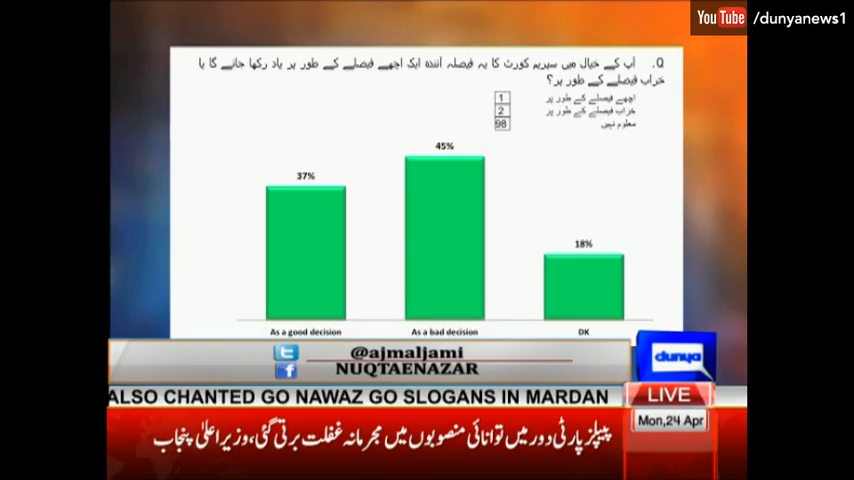 You Tube /dunyanews1
Q. آپ کے خیال میں سپریم کورٹ کا یہ فیصلہ آئندہ ایک اچھے فیصلے کے طور پر یاد رکھا جائے گا یا
خراب فیصلے کے طور پر؟
اچھے فیصلے کے طور پر 1
خراب فیصلے کے طور پر 2
معلوم نہیں 98
37%
45%
18%
As a good decision
As a bad decision
DK
@ajmaljami
NUQTAENAZAR
dunya
ALSO CHANTED GO NAWAZ GO SLOGANS IN MARDAN
LIVE
Mon,24 Apr
پیپلز پارٹی دور میں توانائی منصوبوں میں مجرمانہ غفلت برتی گئی، وزیر اعلیٰ پنجاب